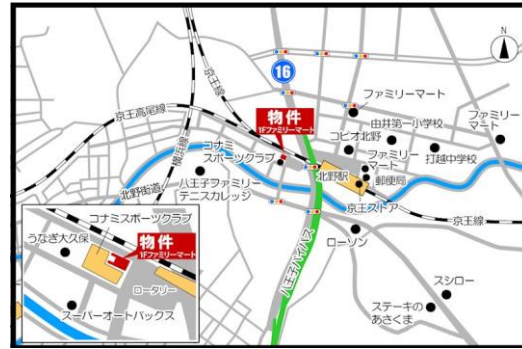 N
16
京王線
ファミリーマート
京王高尾線
物件
1Fファミリーマート
横浜線
コナミ
スポーツクラブ
コピオ北野
由井第一小学校
ファミリー
マート
打越中学校
ファミリー
マート
北野駅
郵便局
北野街道
八王子ファミリー
テニスカレッジ
京王ストア
京王線
ローソン
八王子バイパス
スシロー
ステーキの
あさくま
コナミスポーツクラブ
うなぎ大久保
物件
1Fファミリーマート
ロータリー
スーパーオートバックス